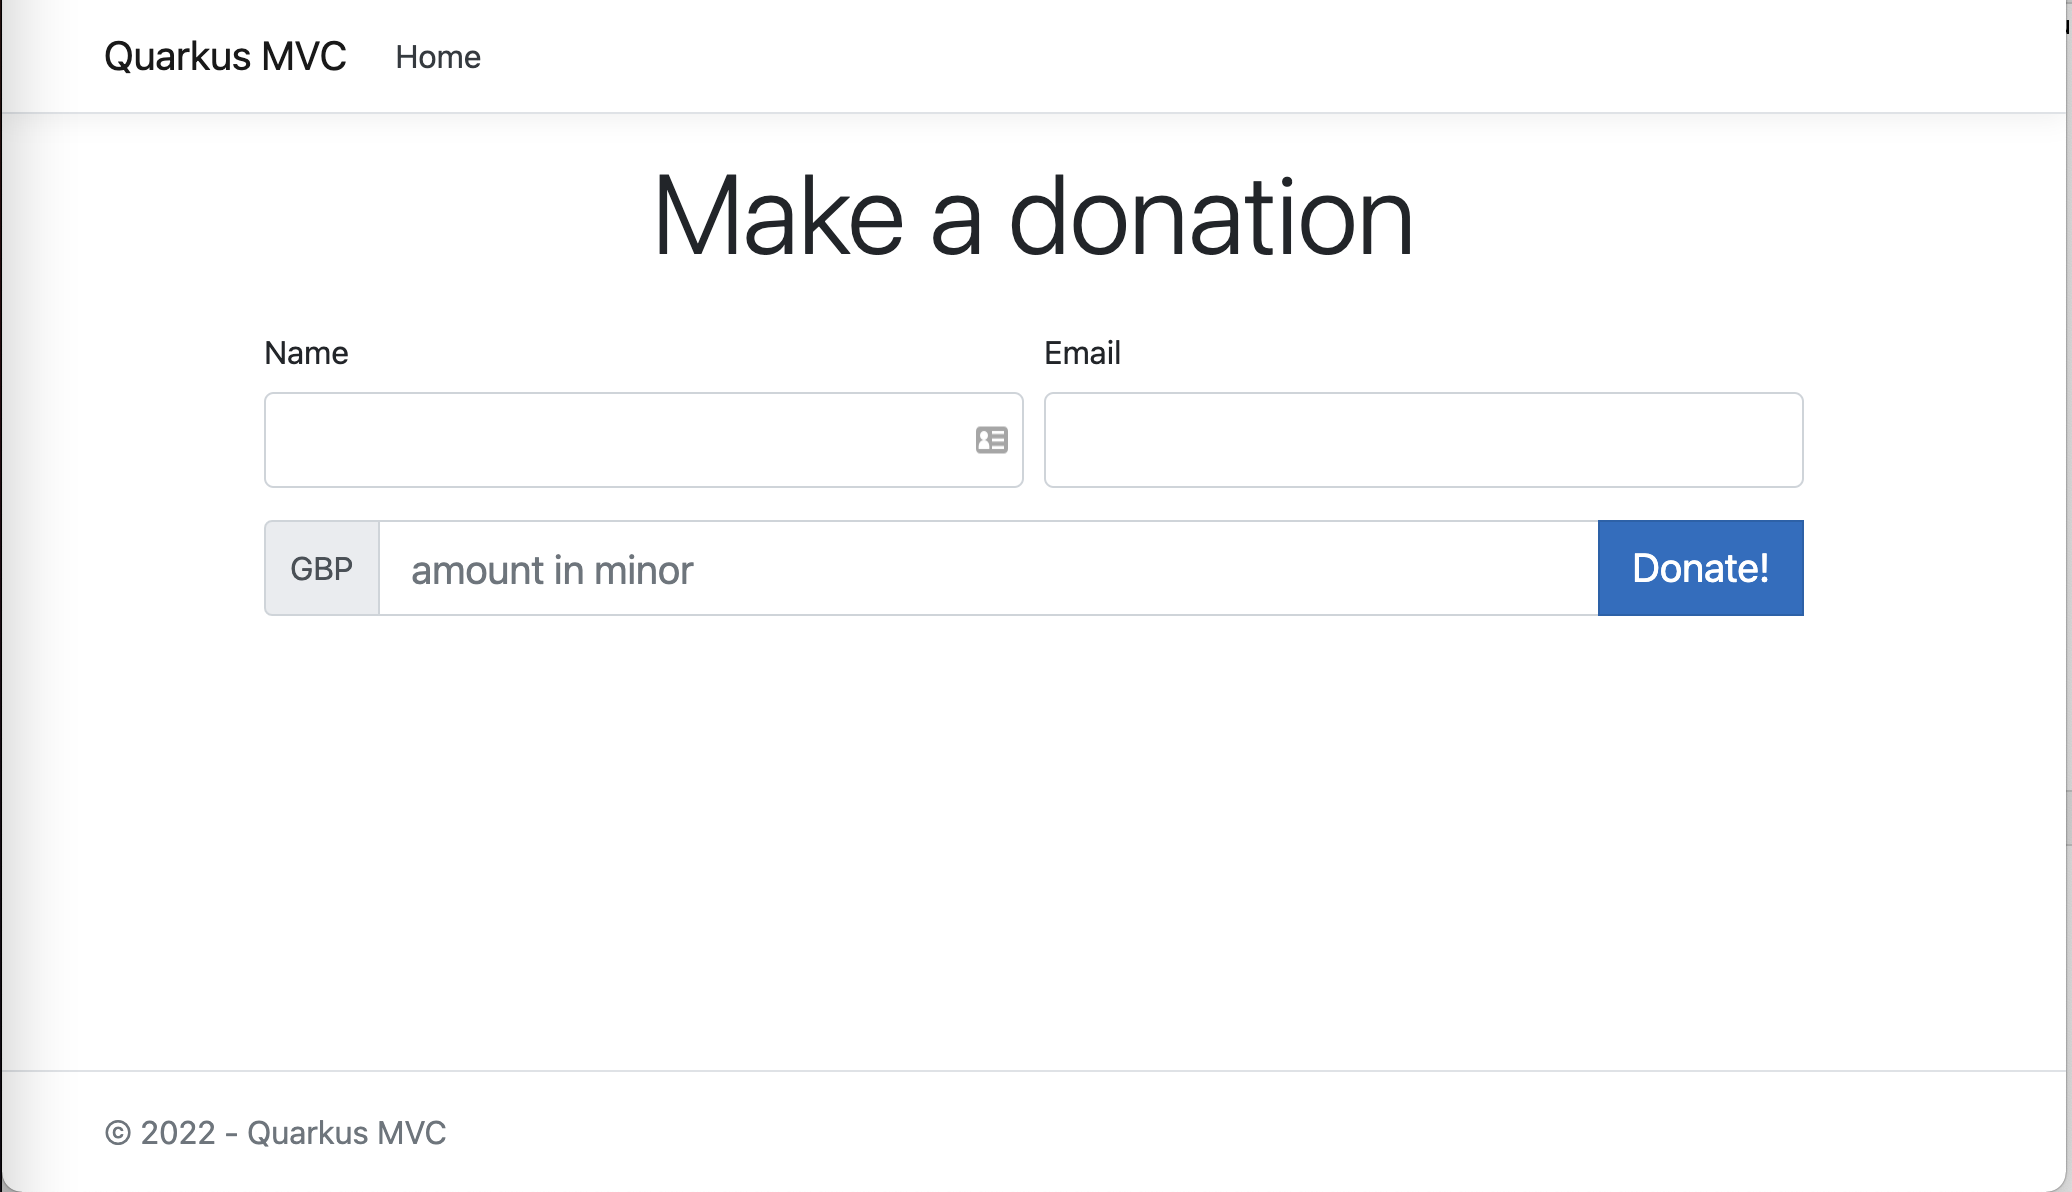 Quarkus MVC Home
Make a donation
Name Email
GBP amount in minor Donate!
© 2022 - Quarkus MVC